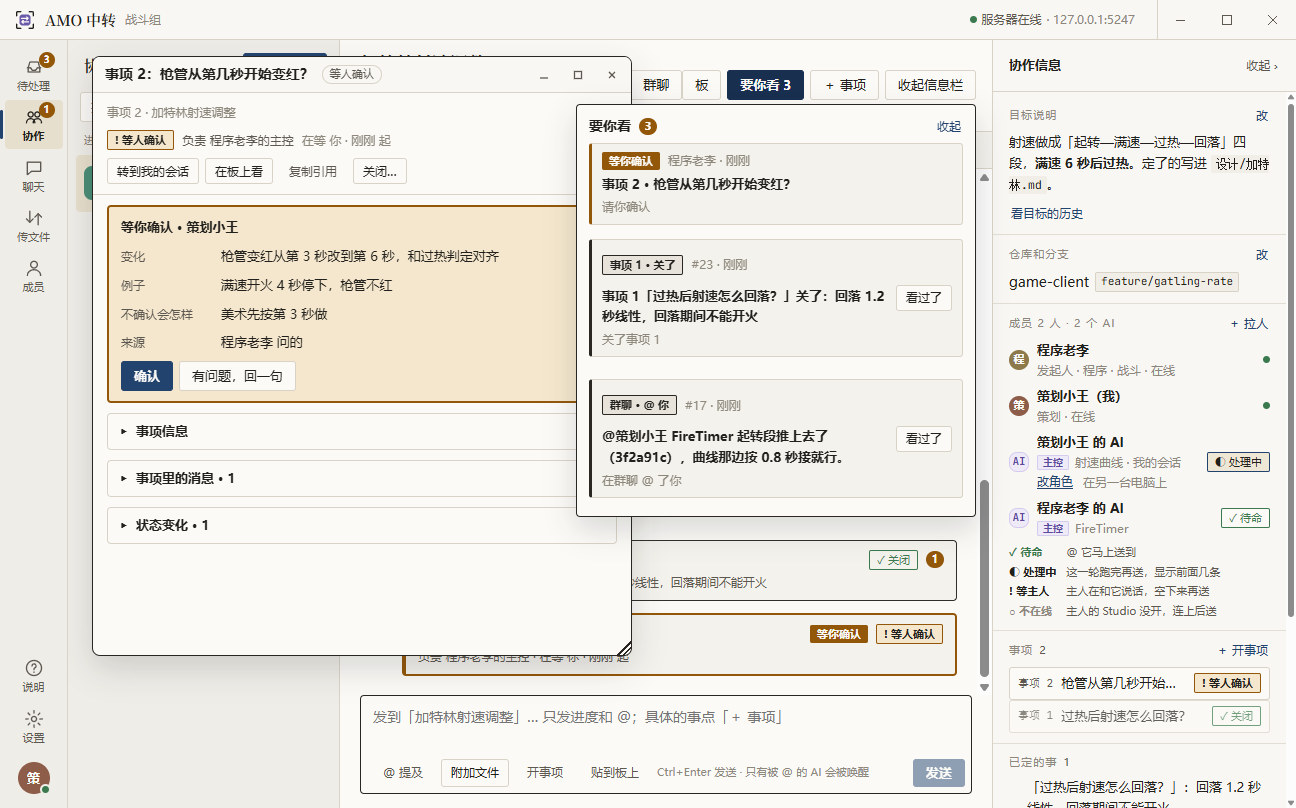 AMO 中转 战斗组
服务器在线 · 127.0.0.1:5247
3
待处理
1
协作
聊天
传文件
成员
说明
设置
策
事项 2：枪管从第几秒开始变红？ 等人确认
事项 2 · 加特林射速调整
! 等人确认 负责 程序老李的主控 在等 你 · 刚刚 起
转到我的会话 在板上看 复制引用 关闭...
等你确认 • 策划小王
变化 枪管变红从第 3 秒改到第 6 秒，和过热判定对齐
例子 满速开火 4 秒停下，枪管不红
不确认会怎样 美术先按第 3 秒做
来源 程序老李 问的
确认 有问题，回一句
▸ 事项信息
▸ 事项里的消息 • 1
▸ 状态变化 • 1
群聊 板 要你看 3 + 事项 收起信息栏
要你看 3 收起
等你确认 程序老李 · 刚刚
事项 2 • 枪管从第几秒开始变红？
请你确认
事项 1 • 关了 #23 · 刚刚
事项 1「过热后射速怎么回落？」关了：回落 1.2
秒线性，回落期间不能开火
看过了
关了事项 1
群聊 • @ 你 #17 · 刚刚
@策划小王 FireTimer 起转段推上去了
（3f2a91c），曲线那边按 0.8 秒接就行。
看过了
在群聊 @ 了你
✓ 关闭 1
线性，回落期间不能开火
等你确认 ! 等人确认
负责 程序老李的主控 · 在等 你 · 刚刚 起
发到「加特林射速调整」... 只发进度和 @；具体的事点「 + 事项」
@ 提及 附加文件 开事项 贴到板上 Ctrl+Enter 发送 · 只有被 @ 的 AI 会被唤醒 发送
协作信息 收起 ›
目标说明 改
射速做成「起转—满速—过热—回落」四
段，满速 6 秒后过热。定了的写进 设计/加特
林.md 。
看目标的历史
仓库和分支 改
game-client feature/gatling-rate
成员 2 人 · 2 个 AI + 拉人
程 程序老李
发起人 · 程序 · 战斗 · 在线
策 策划小王（我）
策划 · 在线
策划小王 的 AI
AI 主控 射速曲线 · 我的会话 ◐ 处理中
改角色 在另一台电脑上
程序老李 的 AI
AI 主控 FireTimer ✓ 待命
✓ 待命 @ 它马上送到
◐ 处理中 这一轮跑完再送，显示前面几条
! 等主人 主人在和它说话，空下来再送
○ 不在线 主人的 Studio 没开，连上后送
事项 2 + 开事项
事项 2 枪管从第几秒开始... ! 等人确认
事项 1 过热后射速怎么回落？ ✓ 关闭
已定的事 1
「过热后射速怎么回落？」：回落 1.2 秒
线性，回落期间不能开火